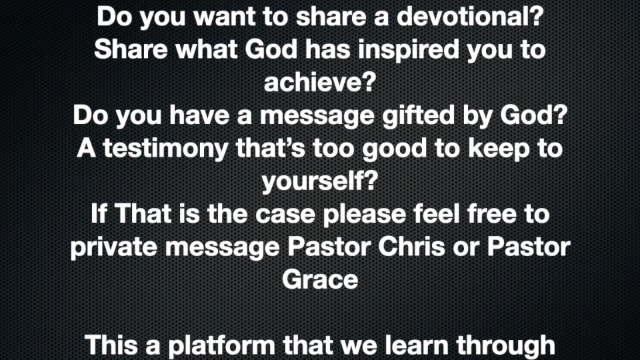 Do you want to share a devotional?
Share what God has inspired you to
achieve?
Do you have a message gifted by God?
A testimony that’s too good to keep to
yourself?
If That is the case please feel free to
private message Pastor Chris or Pastor
Grace
This a platform that we learn through